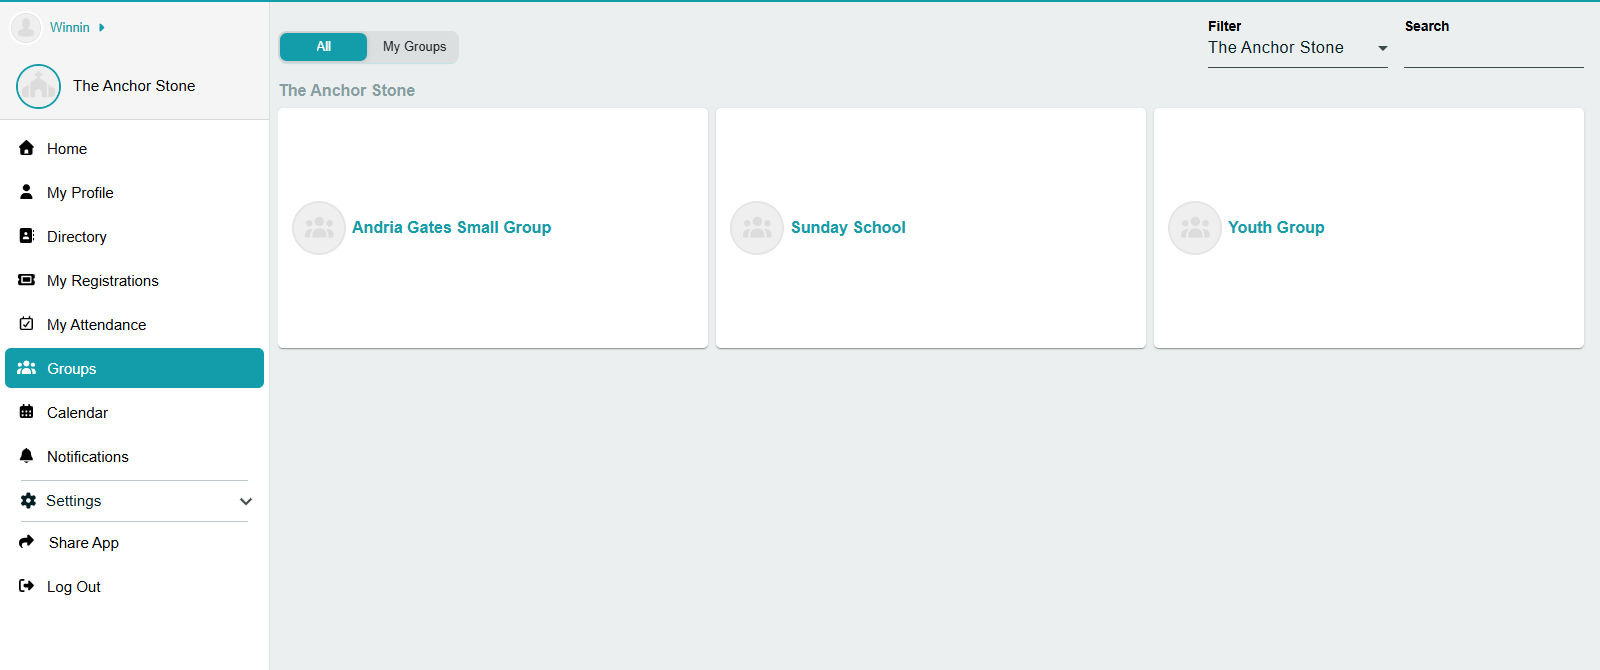 Winnin
The Anchor Stone
Home
My Profile
Directory
My Registrations
My Attendance
Groups
Calendar
Notifications
Settings
Share App
Log Out
All
My Groups
Filter
The Anchor Stone
Search
The Anchor Stone
Andria Gates Small Group
Sunday School
Youth Group